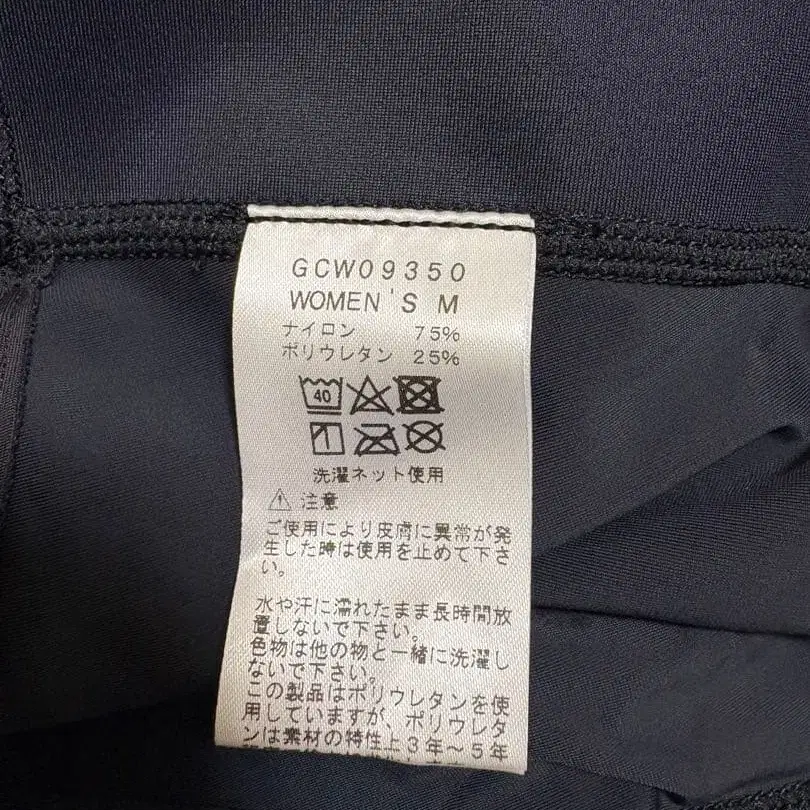 GCW09350
WOMEN'S M
ナイロン 75%
ポリウレタン 25%
40
洗濯ネット使用
注意
ご使用により皮膚に異常が発
生した時は使用を止めて下さ
い。
水や汗に濡れたまま長時間放
置しないで下さい。
色物は他の物と一緒に洗濯し
ないで下さい。
この製品はポリウレタンを使
用していますが、ポリウレタ
ンは素材の特性上3年〜5年